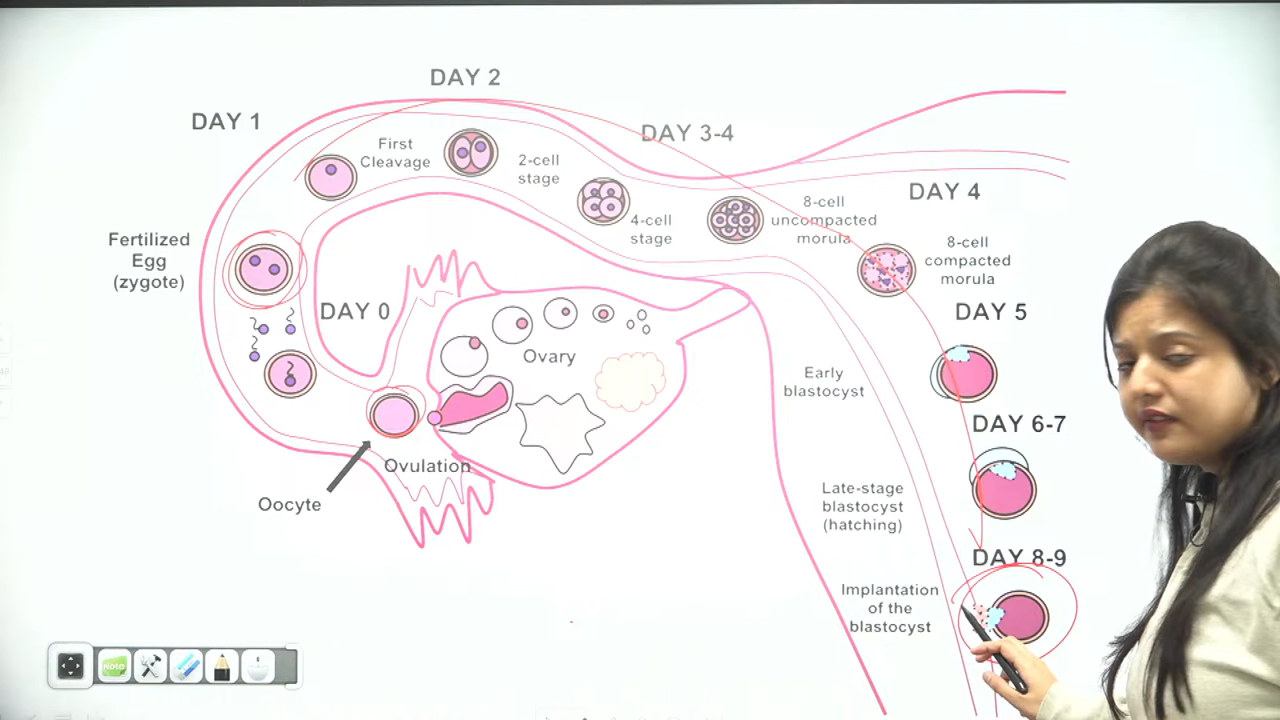 DAY 2
DAY 1
DAY 3-4
First
Cleavage
2-cell
stage
4-cell
stage
8-cell
uncompacted
morula
DAY 4
8-cell
compacted
morula
Fertilized
Egg
(zygote)
DAY 0
DAY 5
Ovary
Early
blastocyst
DAY 6-7
Ovulation
Oocyte
Late-stage
blastocyst
(hatching)
DAY 8-9
Implantation
of the
blastocyst
Note